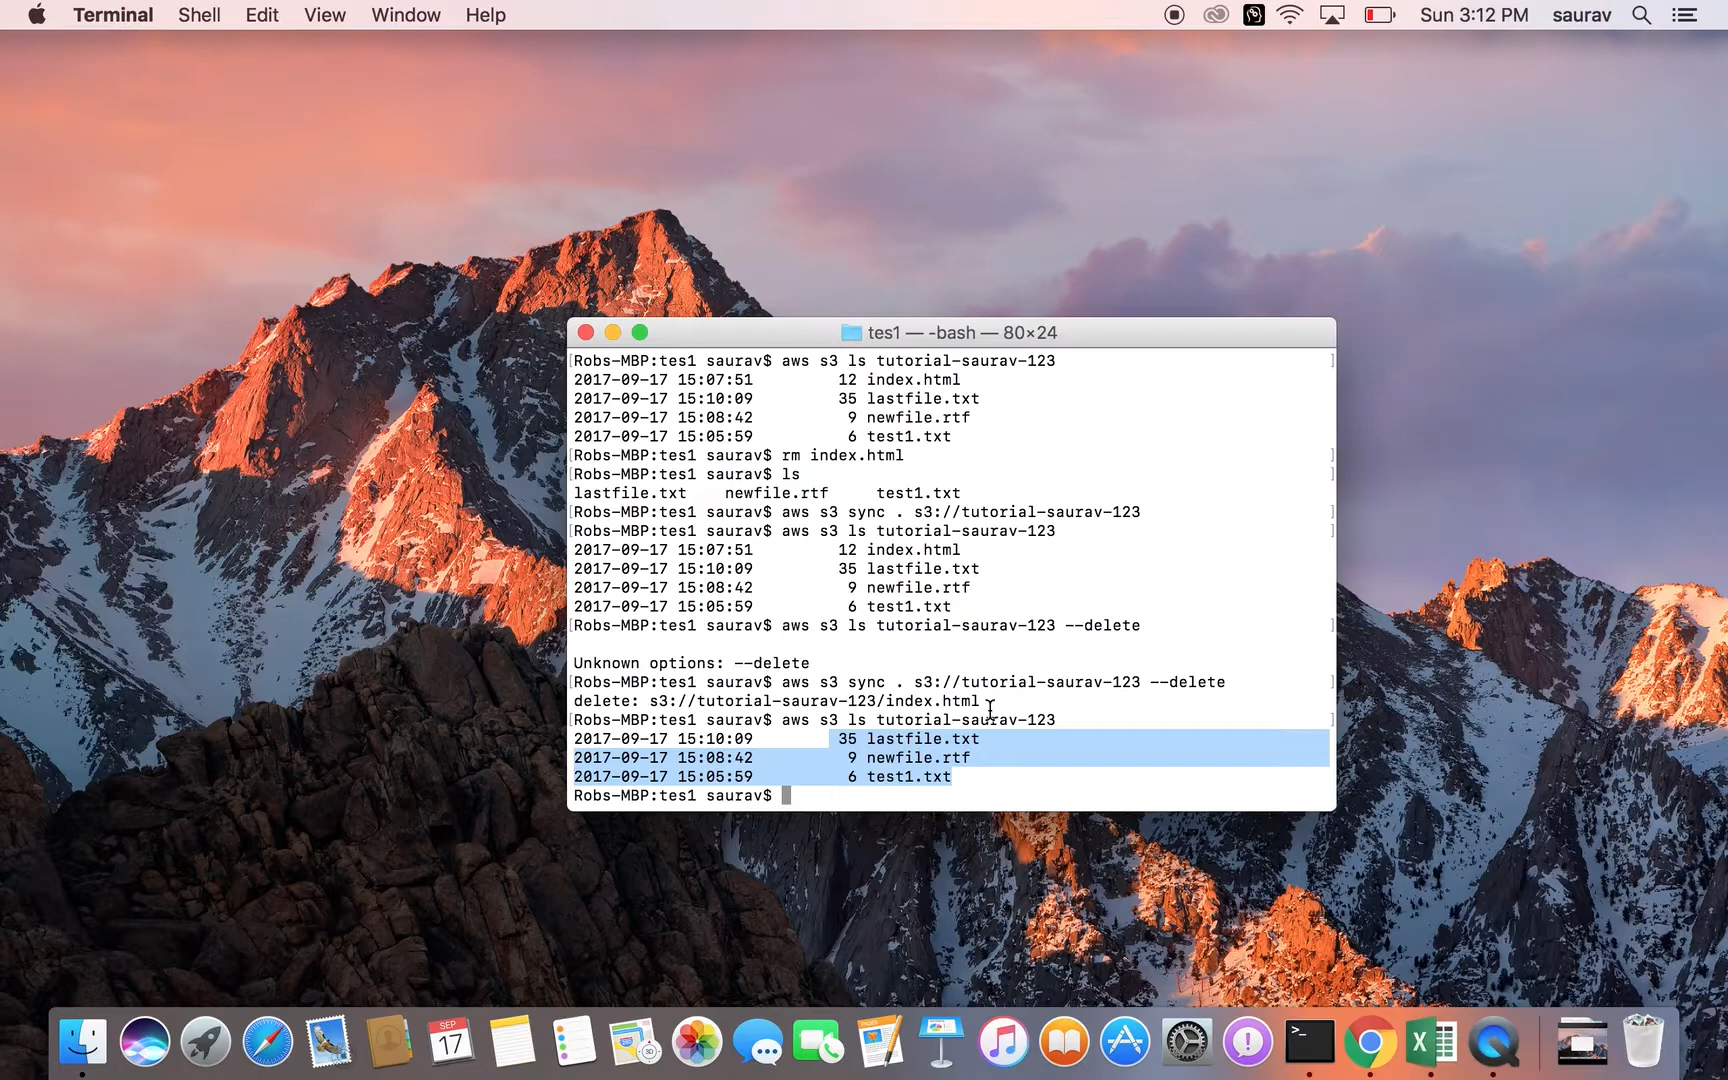 Terminal Shell Edit View Window Help Sun 3:12 PM saurav
tes1 — -bash — 80×24
[Robs-MBP:tes1 saurav$ aws s3 ls tutorial-saurav-123 ]
2017-09-17 15:07:51 12 index.html
2017-09-17 15:10:09 35 lastfile.txt
2017-09-17 15:08:42 9 newfile.rtf
2017-09-17 15:05:59 6 test1.txt
[Robs-MBP:tes1 saurav$ rm index.html ]
[Robs-MBP:tes1 saurav$ ls ]
lastfile.txt newfile.rtf test1.txt
[Robs-MBP:tes1 saurav$ aws s3 sync . s3://tutorial-saurav-123 ]
[Robs-MBP:tes1 saurav$ aws s3 ls tutorial-saurav-123 ]
2017-09-17 15:07:51 12 index.html
2017-09-17 15:10:09 35 lastfile.txt
2017-09-17 15:08:42 9 newfile.rtf
2017-09-17 15:05:59 6 test1.txt
[Robs-MBP:tes1 saurav$ aws s3 ls tutorial-saurav-123 --delete ]
Unknown options: --delete
[Robs-MBP:tes1 saurav$ aws s3 sync . s3://tutorial-saurav-123 --delete ]
delete: s3://tutorial-saurav-123/index.html
[Robs-MBP:tes1 saurav$ aws s3 ls tutorial-saurav-123 ]
2017-09-17 15:10:09 35 lastfile.txt
2017-09-17 15:08:42 9 newfile.rtf
2017-09-17 15:05:59 6 test1.txt
Robs-MBP:tes1 saurav$
SEP
17